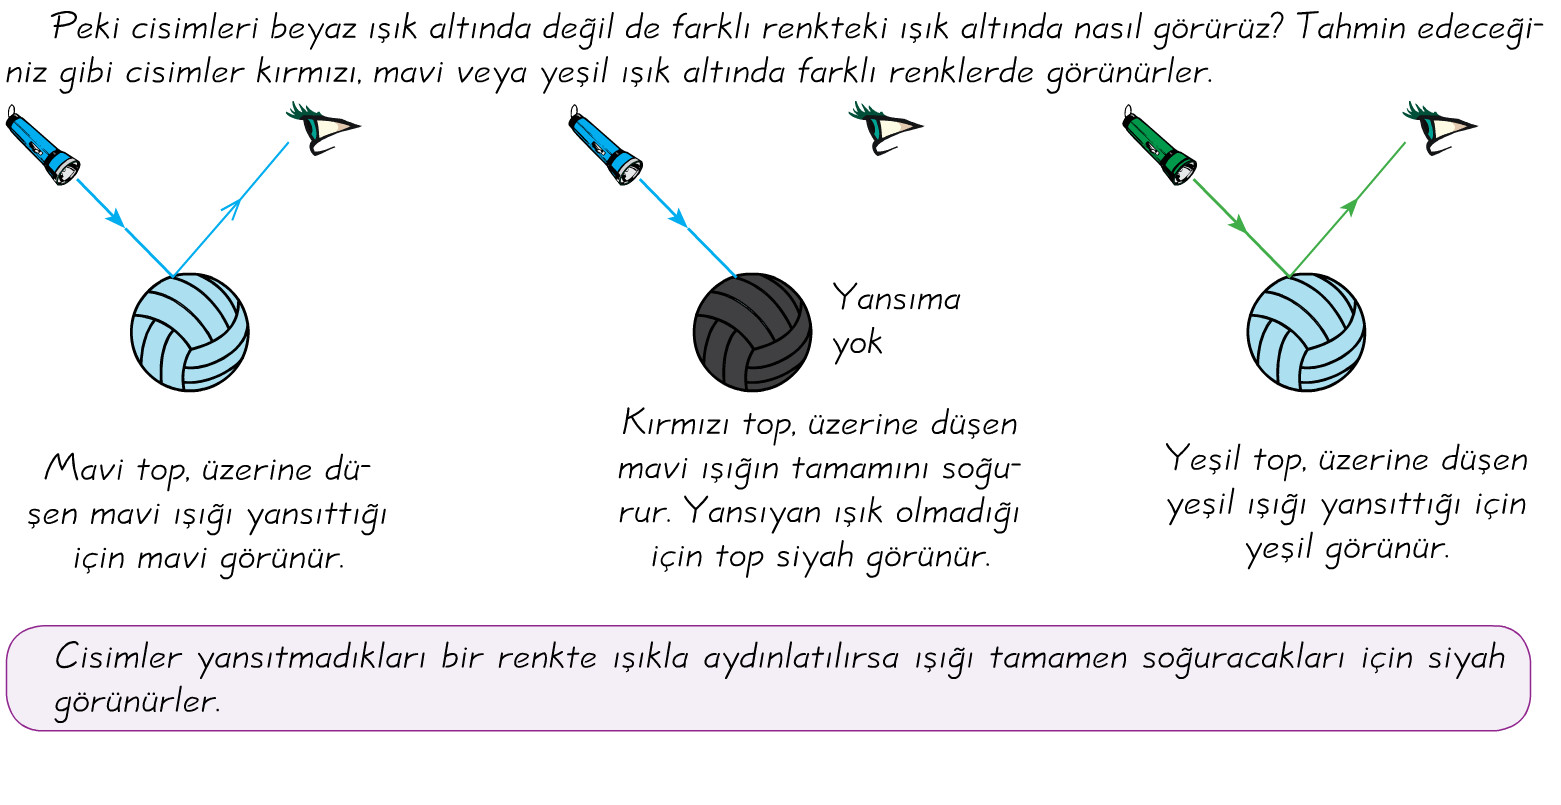 Peki cisimleri beyaz ışık altında değil de farklı renkteki ışık altında nasıl görürüz? Tahmin edeceği-
niz gibi cisimler kırmızı, mavi veya yeşil ışık altında farklı renklerde görünürler.
Yansıma
yok
Mavi top, üzerine dü-
şen mavi ışığı yansıttığı
için mavi görünür.
Kırmızı top, üzerine düşen
mavi ışığın tamamını soğu-
rur. Yansıyan ışık olmadığı
için top siyah görünür.
Yeşil top, üzerine düşen
yeşil ışığı yansıttığı için
yeşil görünür.
Cisimler yansıtmadıkları bir renkte ışıkla aydınlatılırsa ışığı tamamen soğuracakları için siyah
görünürler.